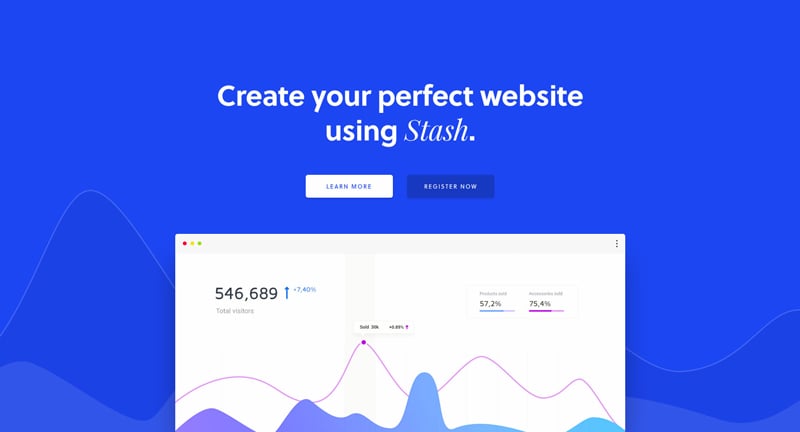 Create your perfect website
using Stash.
LEARN MORE
REGISTER NOW
546,689 +7,40%
Total visitors
Products sold
57,2%
Accessories sold
75,4%
Sold 30k +0.89%